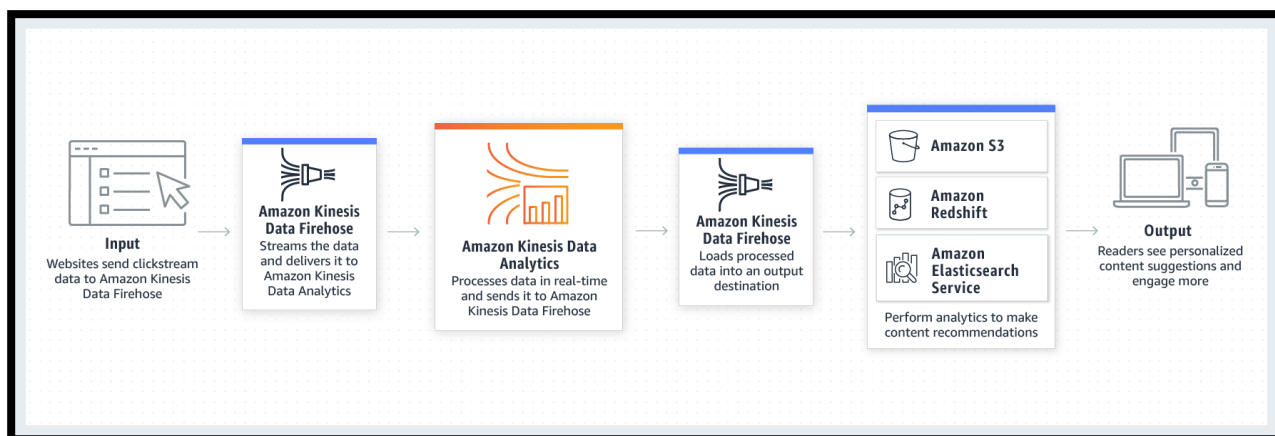 Input
Websites send clickstream
data to Amazon Kinesis
Data Firehose
Amazon Kinesis
Data Firehose
Streams the data
and delivers it to
Amazon Kinesis
Data Analytics
Amazon Kinesis Data
Analytics
Processes data in real-time
and sends it to Amazon
Kinesis Data Firehose
Amazon Kinesis
Data Firehose
Loads processed
data into an output
destination
Amazon S3
Amazon
Redshift
Amazon
Elasticsearch
Service
Perform analytics to make
content recommendations
Output
Readers see personalized
content suggestions and
engage more